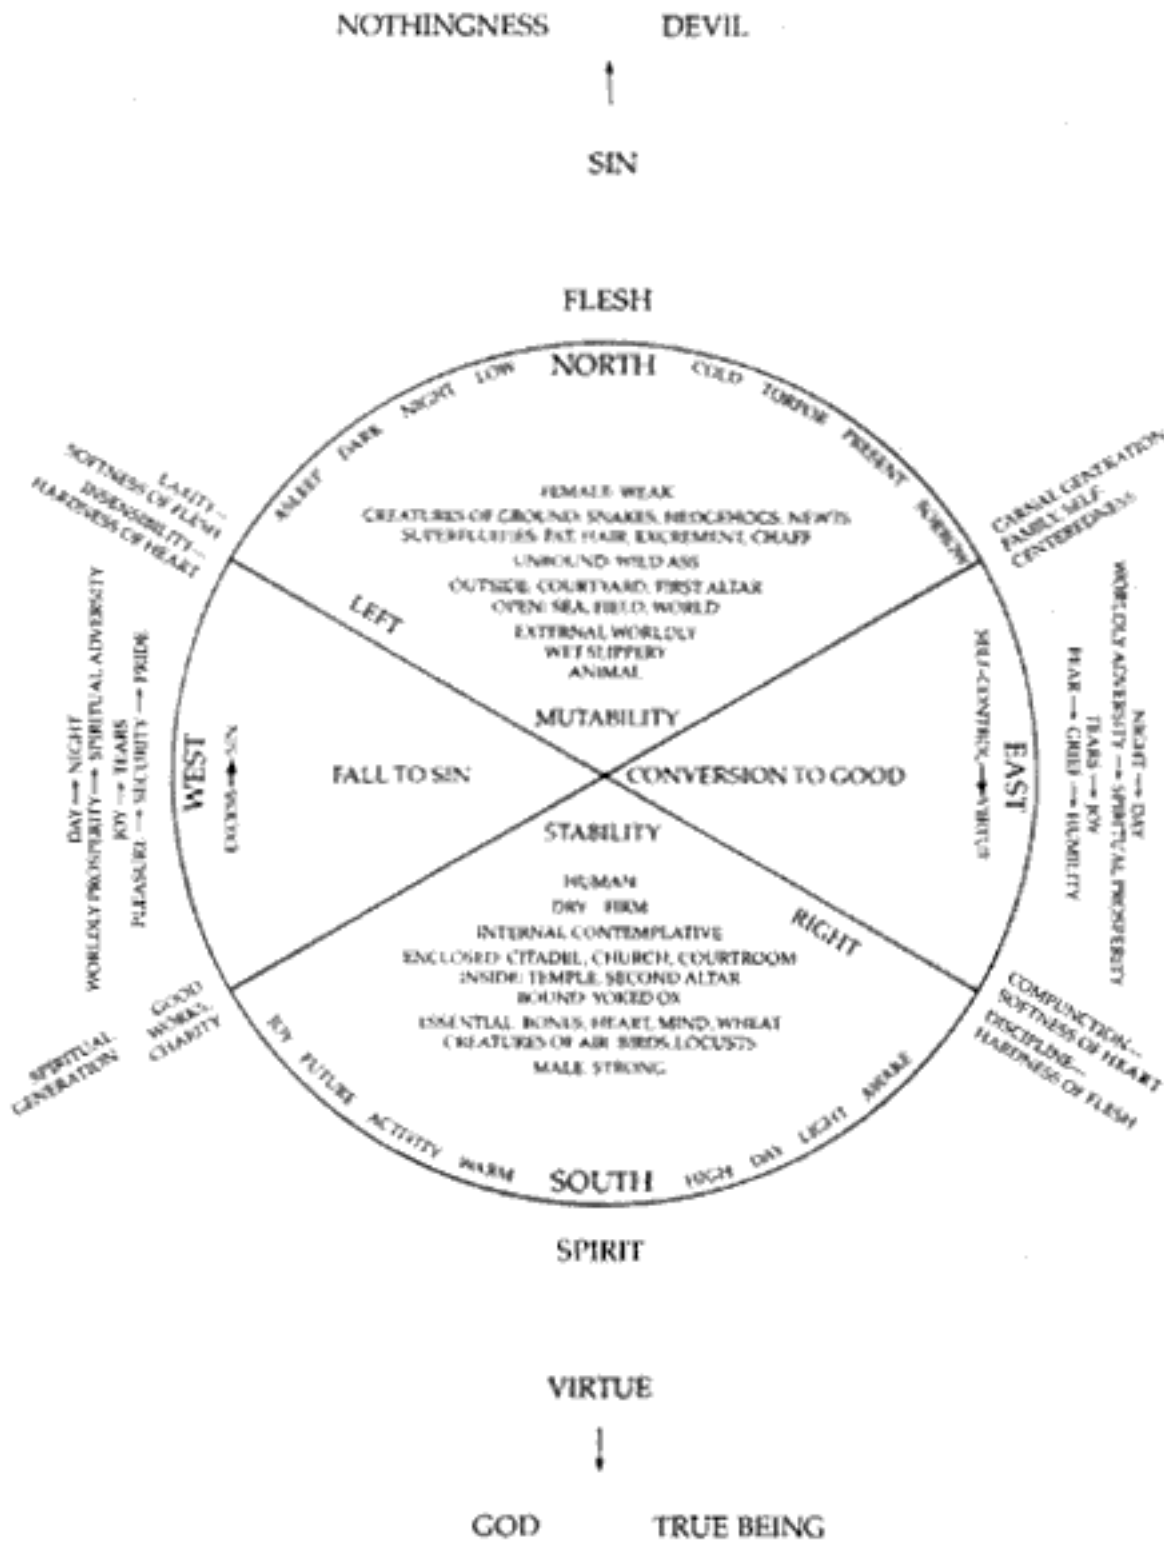 NOTHINGNESS DEVIL
SIN
FLESH
NORTH
ASLEEP DARK NIGHT LOW
COLD TORPOR PRESENT SORROW
LAXITY—
SOFTNESS OF FLESH
INSENSIBILITY—
HARDNESS OF HEART
CARNAL GENERATION
FAMILY, SELF
CENTEREDNESS
FEMALE: WEAK
CREATURES OF GROUND: SNAKES, HEDGEHOGS, NEWTS
SUPERFLUITIES: FAT, HAIR, EXCREMENT, CHAFF
UNBOUND: WILD ASS
OUTSIDE: COURTYARD, FIRST ALTAR
OPEN: SEA, FIELD, WORLD
EXTERNAL WORLDLY
WET SLIPPERY
ANIMAL
MUTABILITY
LEFT
DAY → NIGHT
WORLDLY PROSPERITY → SPIRITUAL ADVERSITY
JOY → TEARS
PLEASURE → SECURITY → PRIDE
WEST
EXCESS → SIN
FALL TO SIN
CONVERSION TO GOOD
SELF-CONTROL → VIRTUE
EAST
NIGHT → DAY
WORLDLY ADVERSITY → SPIRITUAL PROSPERITY
TEARS → JOY
FEAR → GRIEF → HUMILITY
STABILITY
HUMAN
DRY FIRM
INTERNAL CONTEMPLATIVE
ENCLOSED: CITADEL, CHURCH, COURTROOM
INSIDE: TEMPLE, SECOND ALTAR
BOUND: YOKED OX
ESSENTIAL: BONUS, HEART, MIND, WHEAT
CREATURES OF AIR: BIRDS, LOCUSTS
MALE: STRONG
RIGHT
GOOD
WORKS,
CHARITY
SPIRITUAL
GENERATION
COMPUNCTION—
SOFTNESS OF HEART
DISCIPLINE—
HARDNESS OF FLESH
JOY FUTURE ACTIVITY WARM
SOUTH
HIGH DAY LIGHT AWAKE
SPIRIT
VIRTUE
GOD TRUE BEING